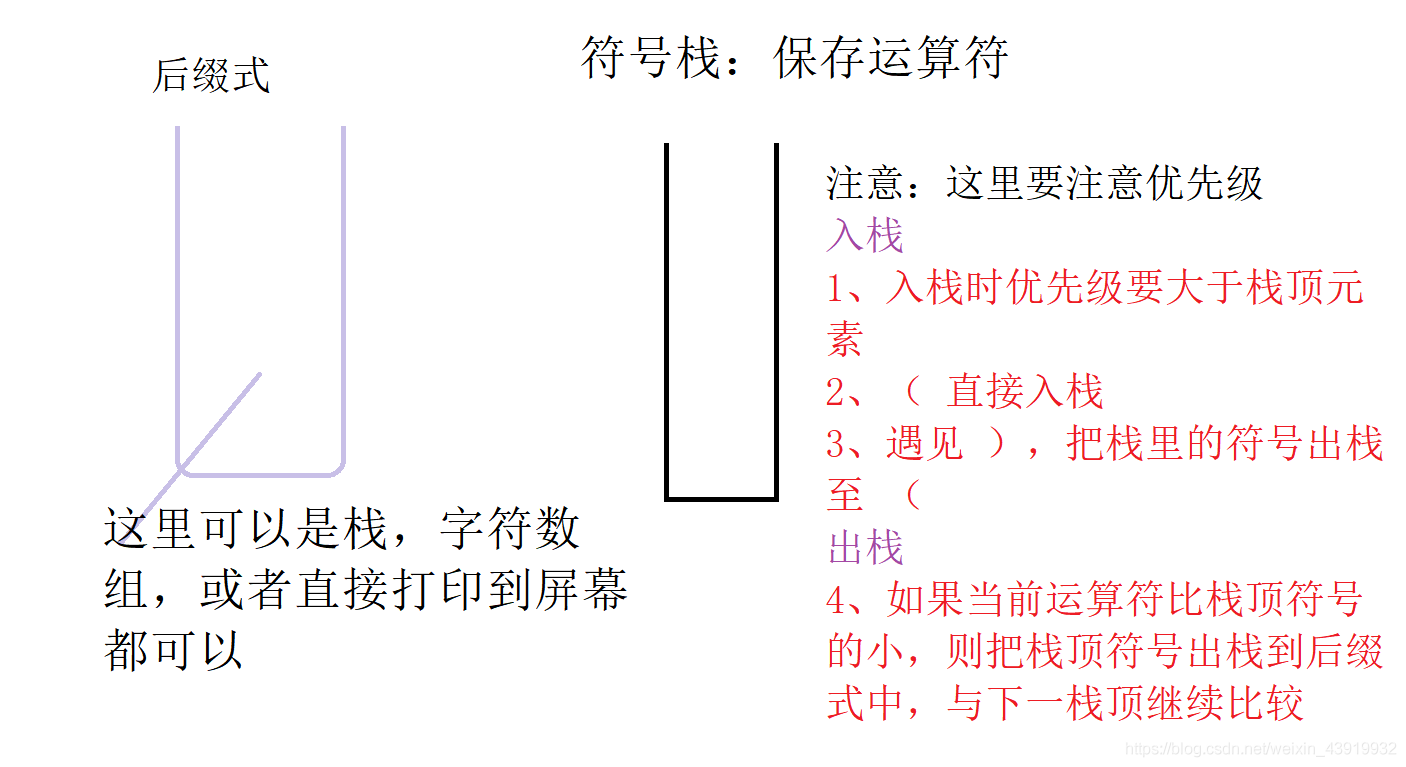 后缀式
符号栈：保存运算符
注意：这里要注意优先级
入栈
1、入栈时优先级要大于栈顶元
素
2、（ 直接入栈
3、遇见 ），把栈里的符号出栈
至 （
出栈
4、如果当前运算符比栈顶符号
的小，则把栈顶符号出栈到后缀
式中，与下一栈顶继续比较
这里可以是栈，字符数
组，或者直接打印到屏幕
都可以
https://blog.csdn.net/weixin_43919932